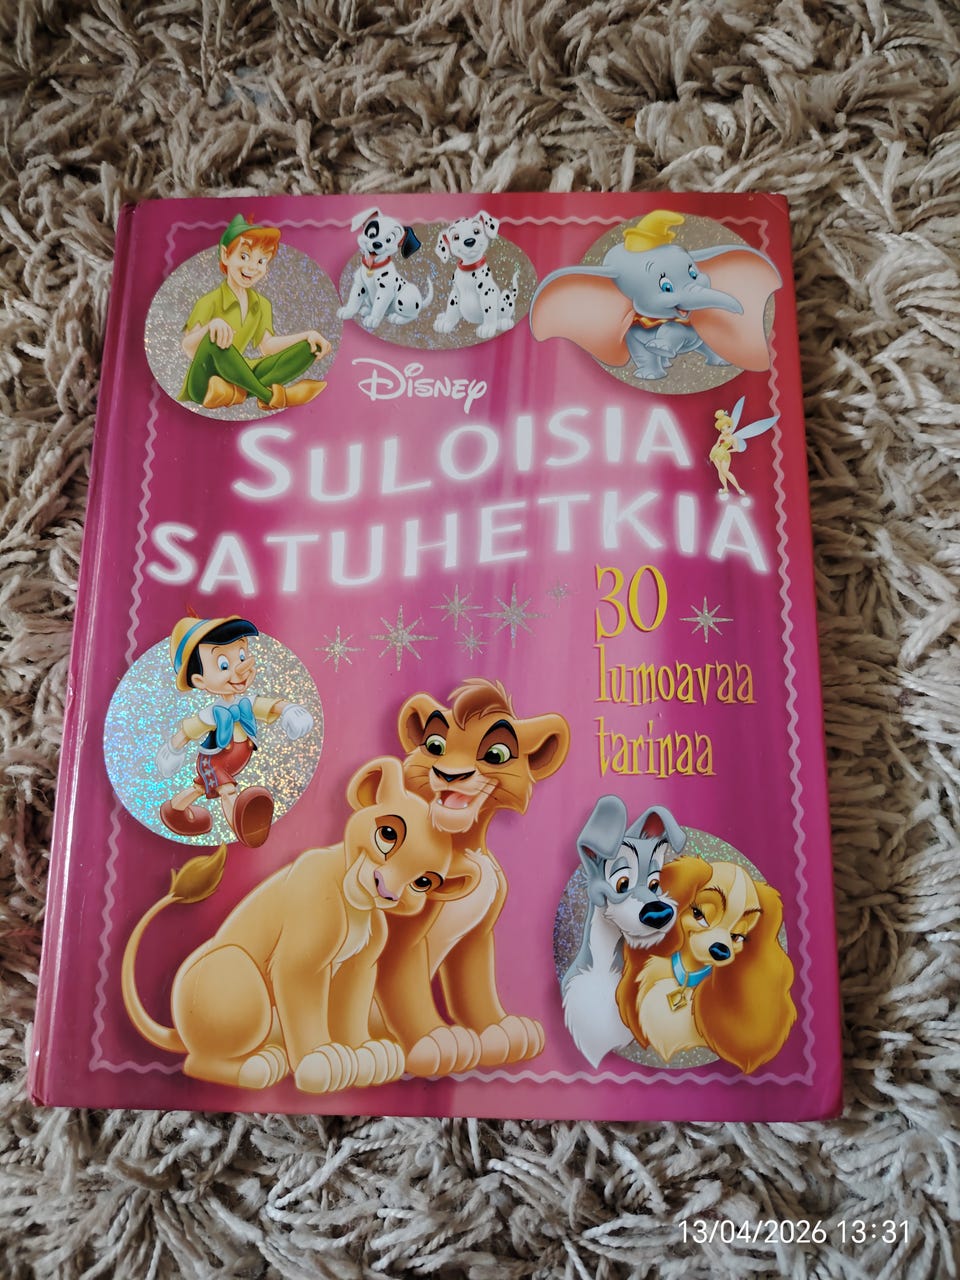 DISNEY
SULOISIA
SATUHETKIÄ
30
lumoavaa
tarinaa
13/04/2026 13:31